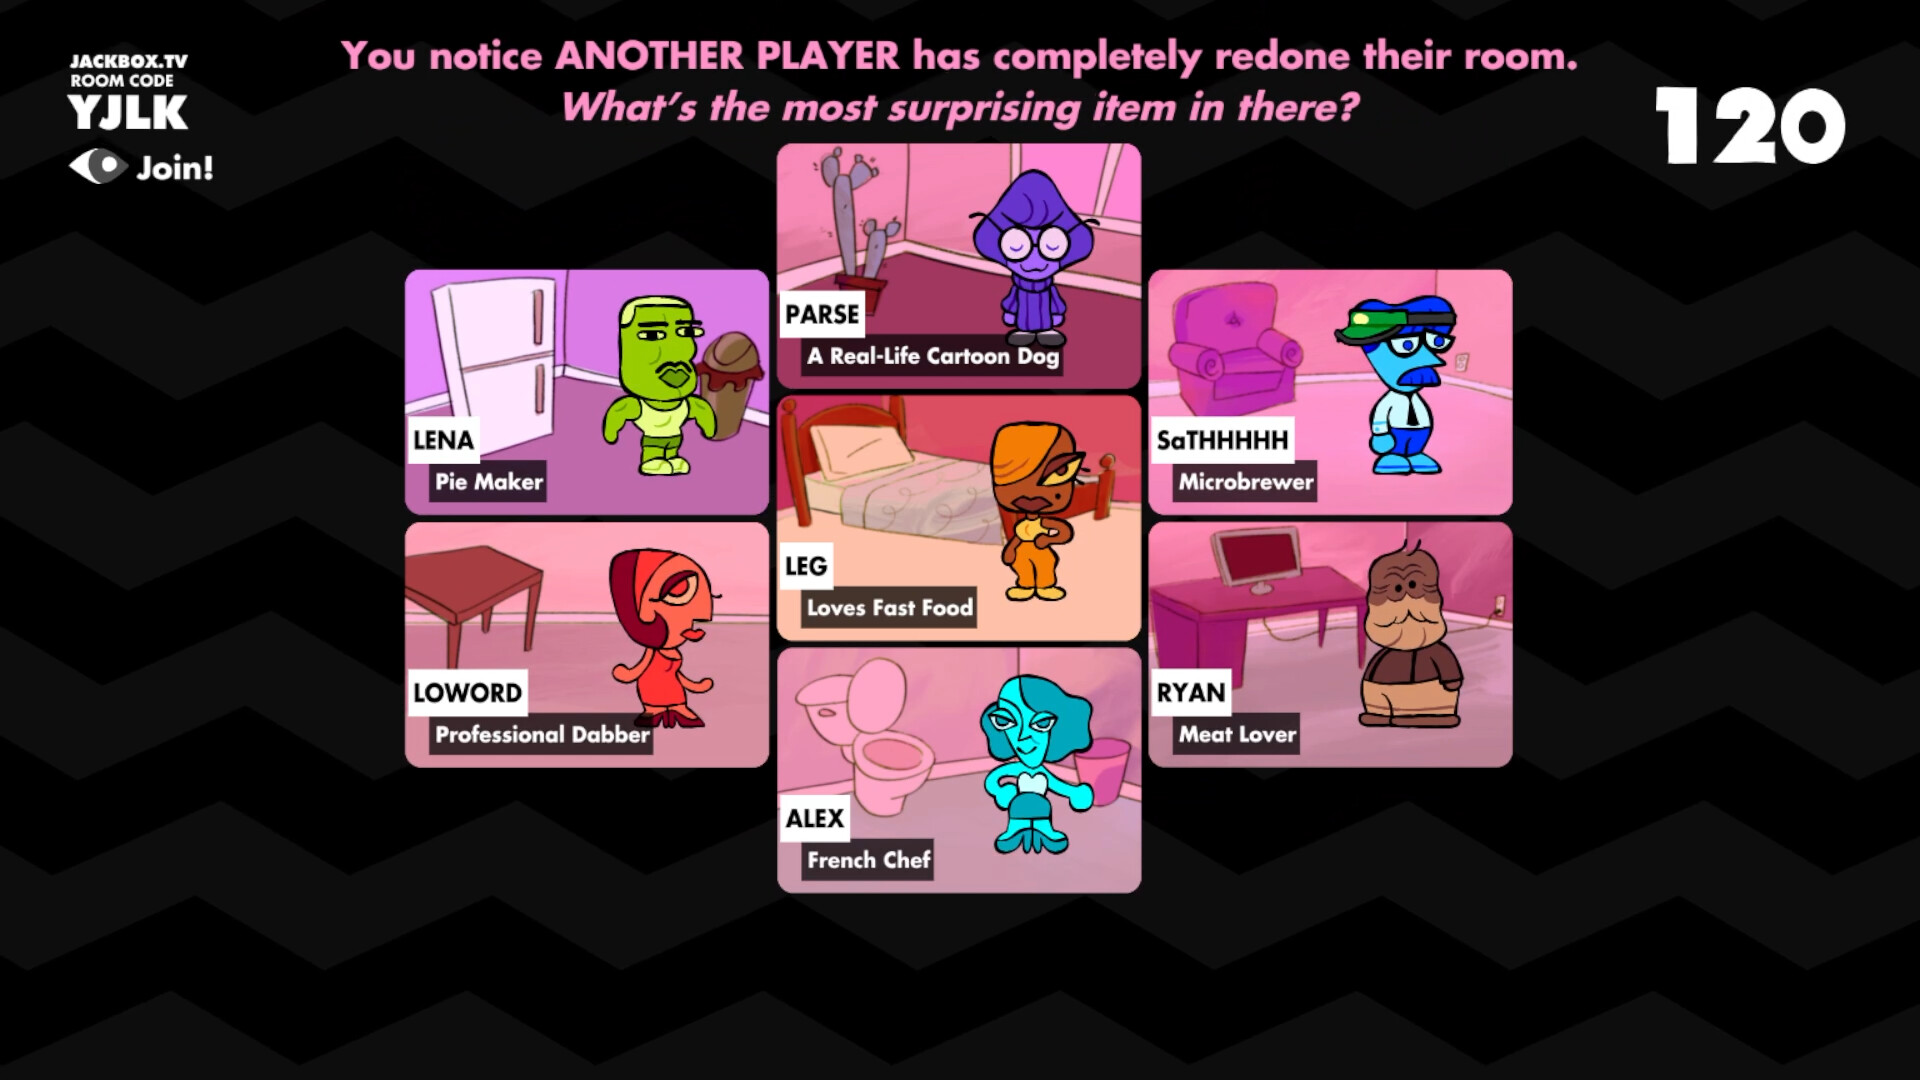 JACKBOX.TV
ROOM CODE
YJLK
Join!
You notice ANOTHER PLAYER has completely redone their room.
What's the most surprising item in there?
120
PARSE
A Real-Life Cartoon Dog
LENA
Pie Maker
SaTHHHHH
Microbrewer
LEG
Loves Fast Food
LOWORD
Professional Dabber
RYAN
Meat Lover
ALEX
French Chef